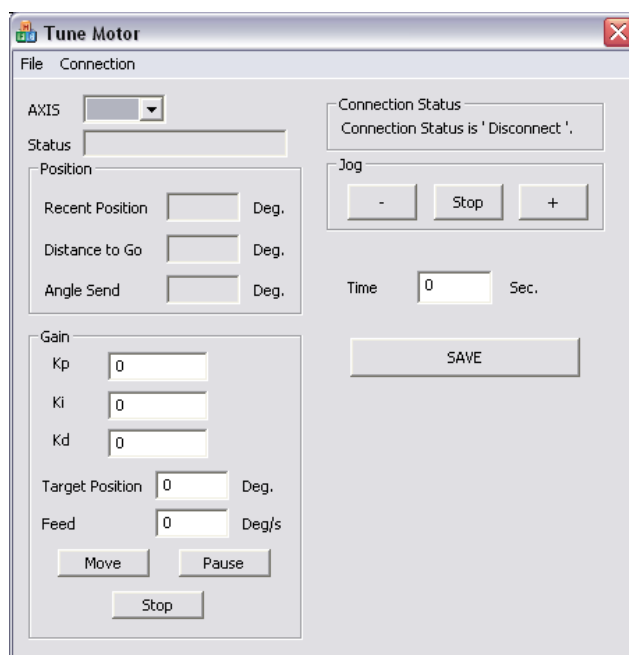 Tune Motor
File Connection
AXIS
Status
Position
Recent Position Deg.
Distance to Go Deg.
Angle Send Deg.
Gain
Kp 0
Ki 0
Kd 0
Target Position 0 Deg.
Feed 0 Deg/s
Move Pause
Stop
Connection Status
Connection Status is ' Disconnect '.
Jog
- Stop +
Time 0 Sec.
SAVE